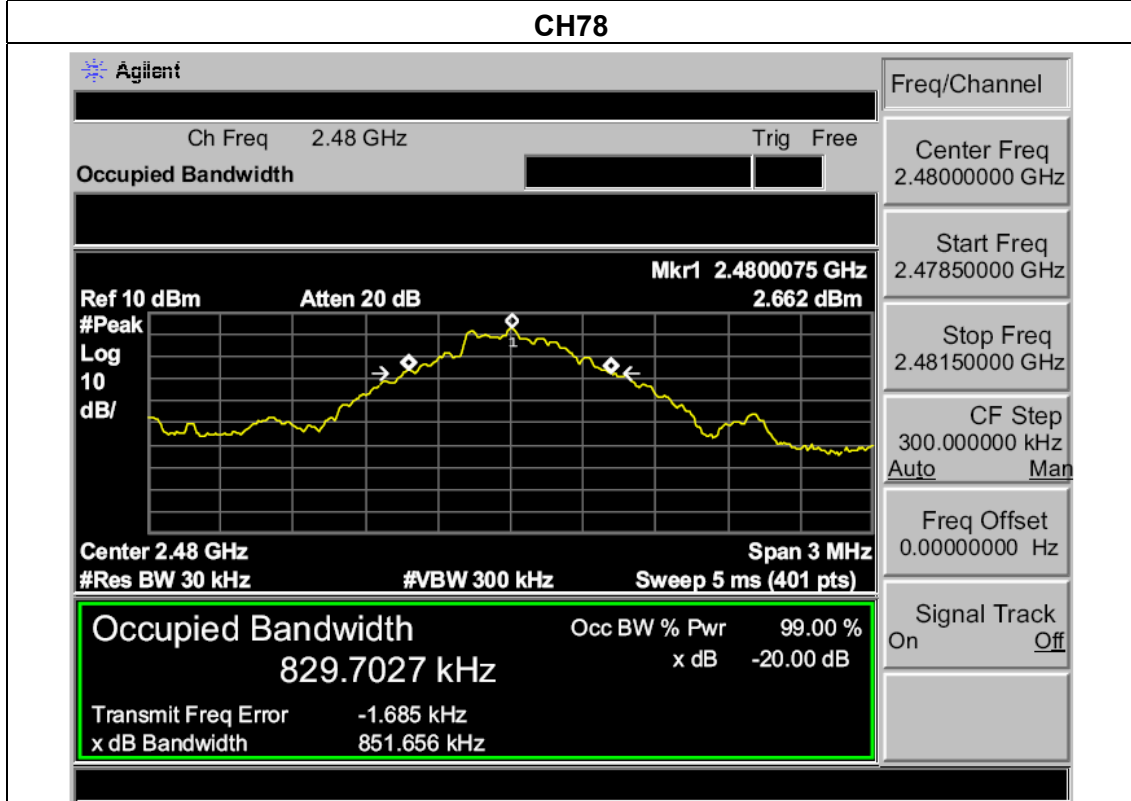 CH78
Agilent
Freq/Channel
Ch Freq 2.48 GHz Trig Free
Occupied Bandwidth
Center Freq
2.48000000 GHz
Start Freq
2.47850000 GHz
Stop Freq
2.48150000 GHz
CF Step
300.000000 kHz
Auto Man
Freq Offset
0.00000000 Hz
Signal Track
On Off
Mkr1 2.4800075 GHz
Ref 10 dBm Atten 20 dB 2.662 dBm
#Peak
Log
10
dB/
1
Center 2.48 GHz Span 3 MHz
#Res BW 30 kHz #VBW 300 kHz Sweep 5 ms (401 pts)
Occupied Bandwidth Occ BW % Pwr 99.00 %
829.7027 kHz x dB -20.00 dB
Transmit Freq Error -1.685 kHz
x dB Bandwidth 851.656 kHz